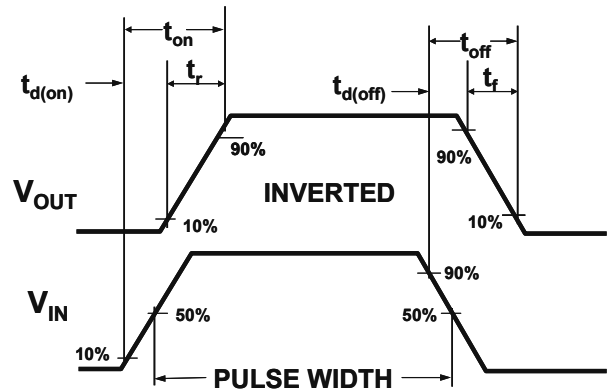 t_on
t_off
t_d(on)
t_r
t_d(off)
t_f
90%
90%
V_OUT
INVERTED
10%
10%
90%
V_IN
50%
50%
10%
PULSE WIDTH